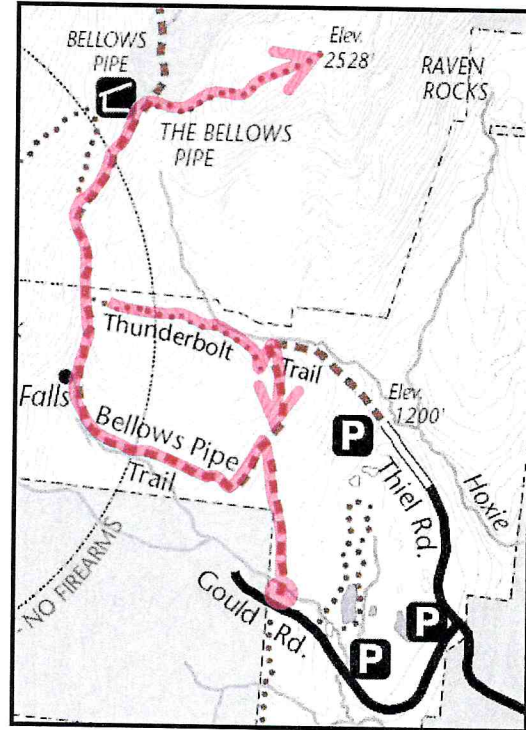 BELLOWS
PIPE
Elev.
2528'
RAVEN
ROCKS
THE BELLOWS
PIPE
Thunderbolt
Trail
Falls
Elev.
1200'
Bellows Pipe
Trail
P
Thiel Rd.
Hoxie
- NO FIREARMS
Gould Rd.
P
P